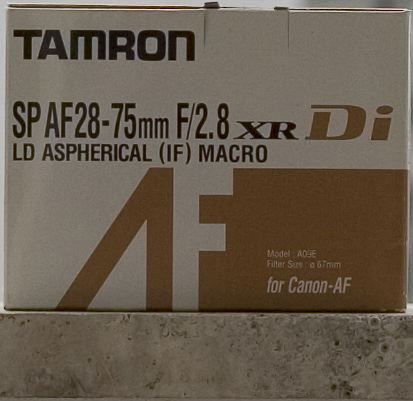 TAMRON
SP AF28-75mm F/2.8 XR Di
LD ASPHERICAL (IF) MACRO
AF
Model : A09E
Filter Size : ø 67mm
for Canon-AF